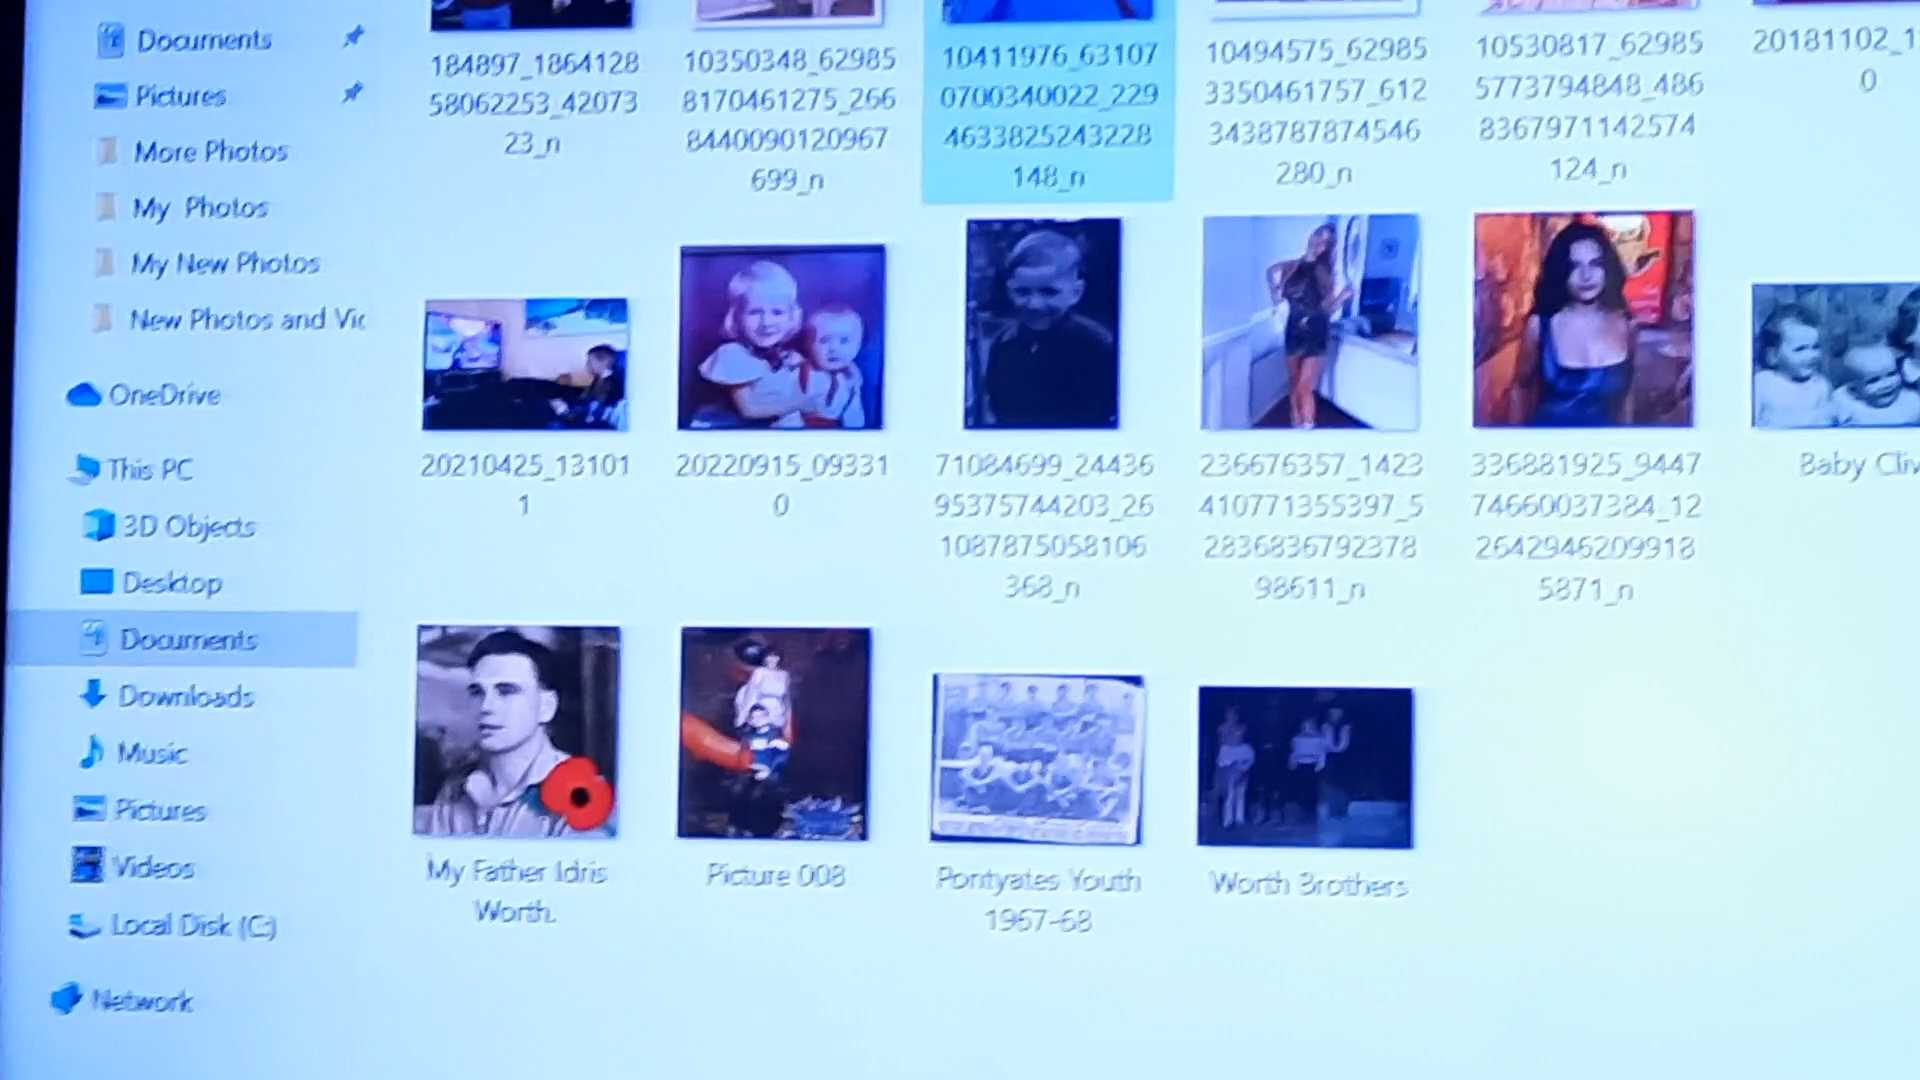 Documents
Pictures
More Photos
My Photos
My New Photos
New Photos and Vic
OneDrive
This PC
3D Objects
Desktop
Documents
Downloads
Music
Pictures
Videos
Local Disk (C:)
Network
184897_1864128
58062253_42073
23_n
10350348_62985
8170461275_266
8440090120967
699_n
10411976_63107
0700340022_229
4633825243228
148_n
10494575_62985
3350461757_612
3438787874546
280_n
10530817_62985
5773794848_486
8367971142574
124_n
20181102_1
0
20210425_13101
1
20220915_09331
0
71084699_24436
95375744203_26
1087875058106
368_n
236676357_1423
410771355397_5
2836836792378
98611_n
336881925_9447
74660037384_12
2642946209918
5871_n
Baby Cliv
My Father Idris
Worth.
Picture 008
Pontyates Youth
1967-68
Worth Brothers